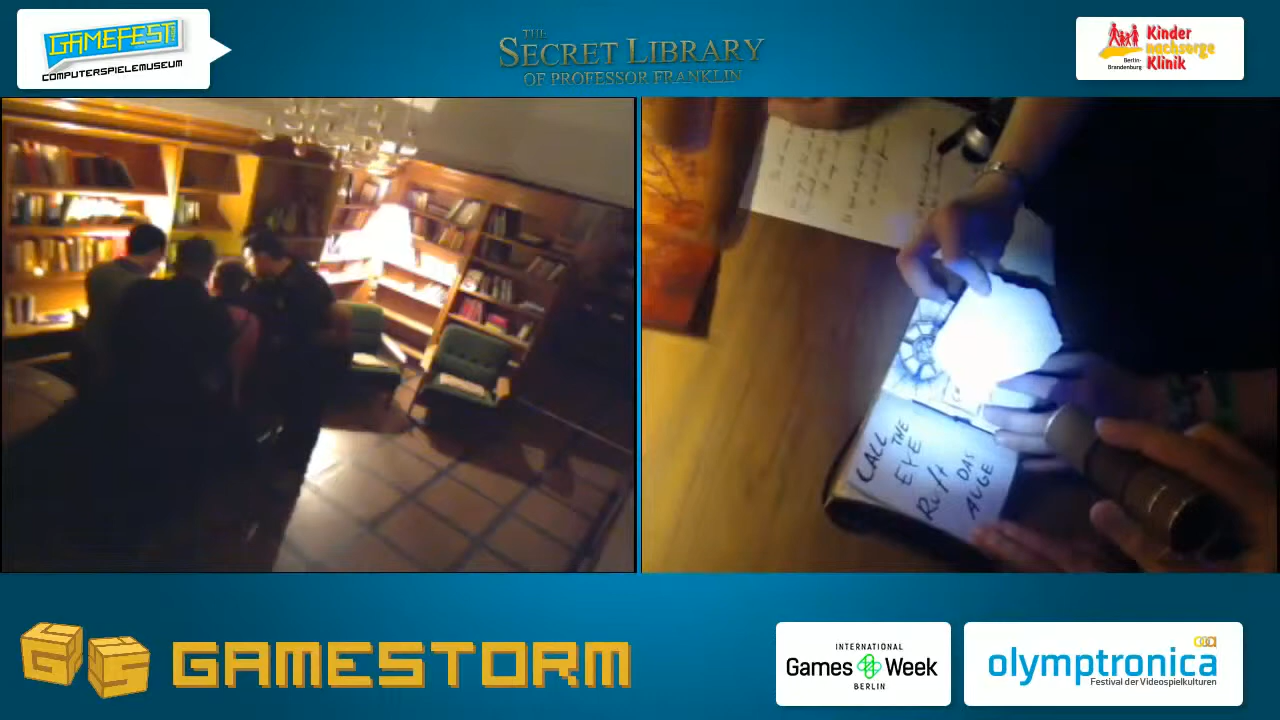 GAMEFEST
COMPUTERSPIELEMUSEUM
THE
SECRET LIBRARY
OF PROFESSOR FRANKLIN
Kinder
nachsorge
Klinik
Berlin-
Brandenburg
CALL
THE
EYE
Ruft
DAS
AUGE
GS
GAMESTORM
INTERNATIONAL
Games Week
BERLIN
olymptronica
Festival der Videospielkulturen